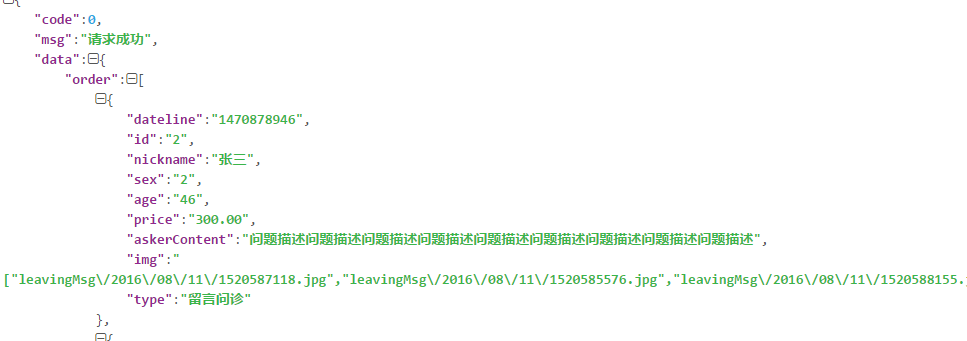 {
"code":0,
"msg":"请求成功",
"data":{
"order":[
{
"dateline":"1470878946",
"id":"2",
"nickname":"张三",
"sex":"2",
"age":"46",
"price":"300.00",
"askerContent":"问题描述问题描述问题描述问题描述问题描述问题描述问题描述问题描述问题描述",
"img":"
["leavingMsg\/2016\/08\/11\/1520587118.jpg","leavingMsg\/2016\/08\/11\/1520585576.jpg","leavingMsg\/2016\/08\/11\/1520588155.
"type":"留言问诊"
},
{